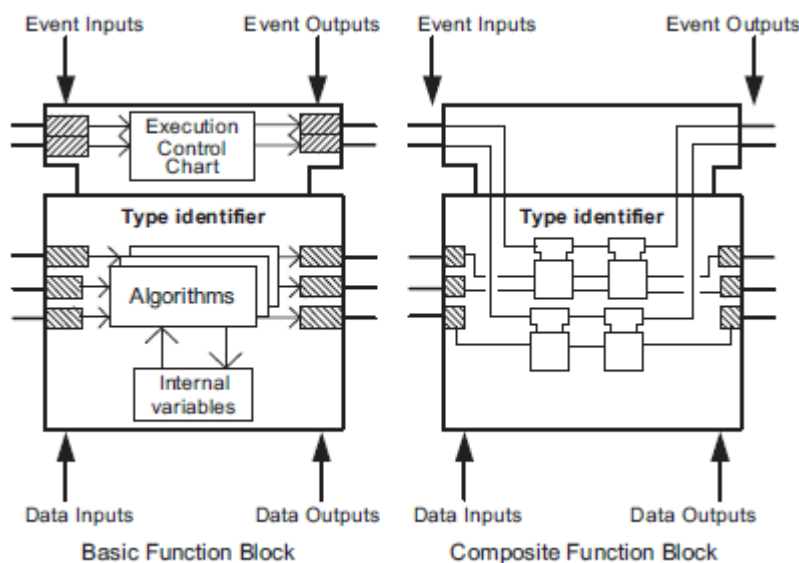 Event Inputs
Event Outputs
Event Inputs
Event Outputs
Execution
Control
Chart
Type identifier
Type identifier
Algorithms
Internal
variables
Data Inputs
Data Outputs
Data Inputs
Data Outputs
Basic Function Block
Composite Function Block